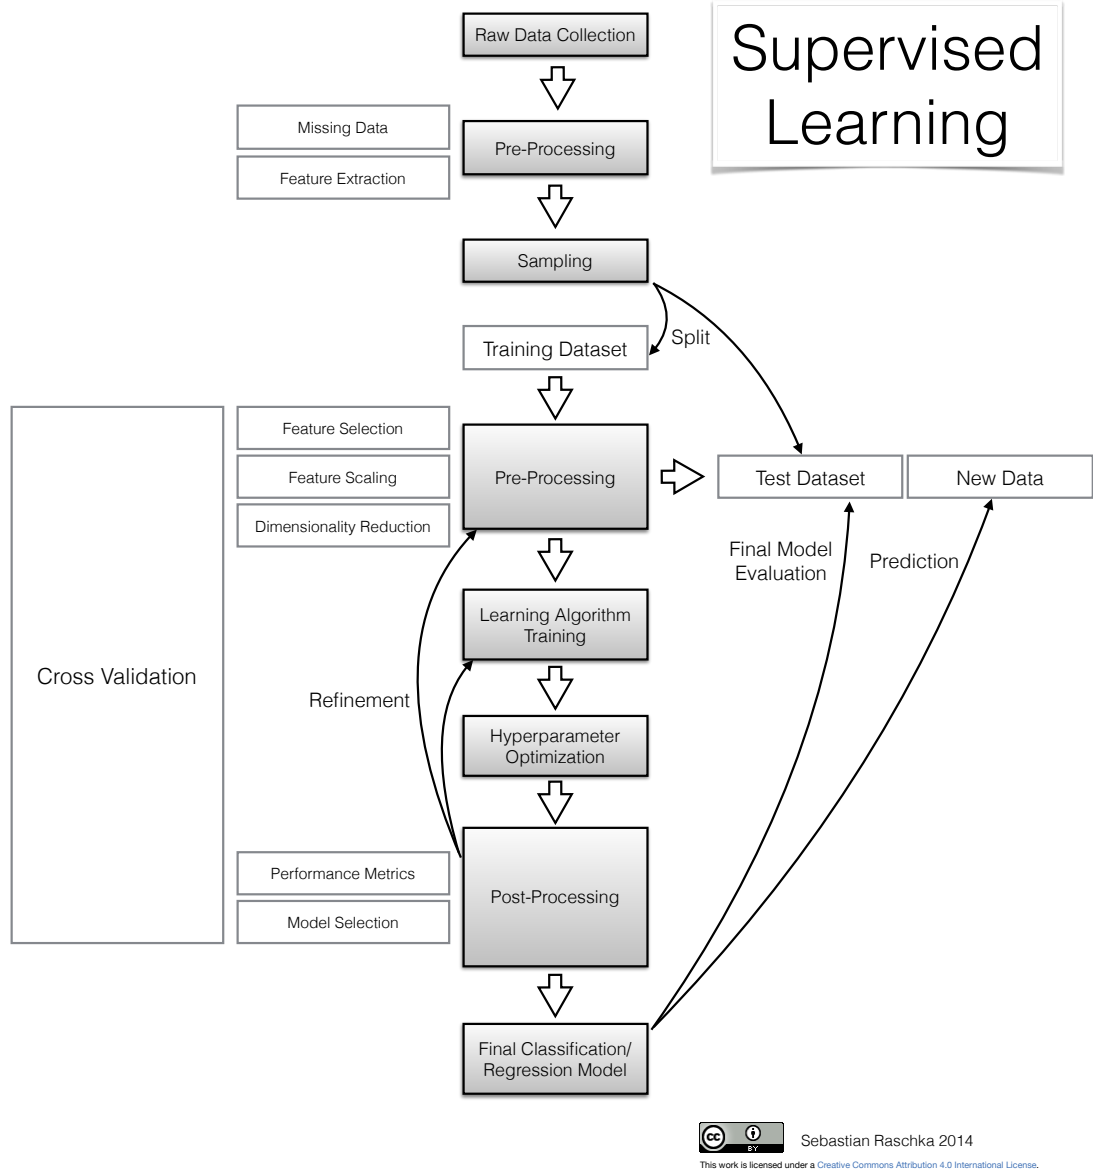 Supervised
Learning
Raw Data Collection
Missing Data
Feature Extraction
Pre-Processing
Sampling
Split
Training Dataset
Cross Validation
Feature Selection
Feature Scaling
Dimensionality Reduction
Pre-Processing
Test Dataset
New Data
Final Model
Evaluation
Prediction
Learning Algorithm
Training
Refinement
Hyperparameter
Optimization
Performance Metrics
Model Selection
Post-Processing
Final Classification/
Regression Model
cc
BY
Sebastian Raschka 2014
This work is licensed under a Creative Commons Attribution 4.0 International License.